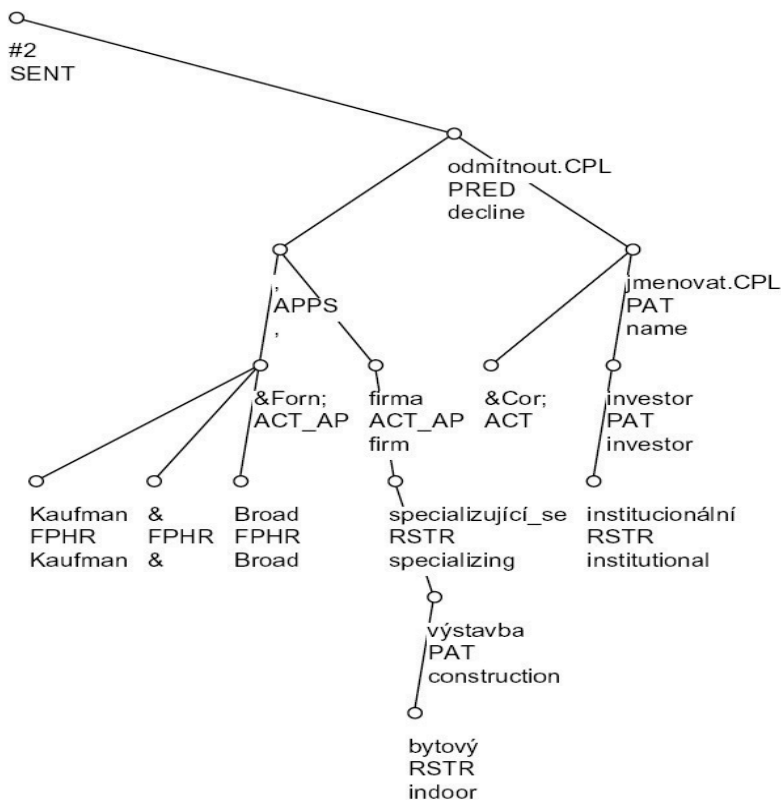 #2
SENT
odmítnout.CPL
PRED
decline
,
APPS
,
jmenovat.CPL
PAT
name
&Forn;
ACT_AP
firma
ACT_AP
firm
&Cor;
ACT
investor
PAT
investor
Kaufman
FPHR
Kaufman
&
FPHR
&
Broad
FPHR
Broad
specializující_se
RSTR
specializing
institucionální
RSTR
institutional
výstavba
PAT
construction
bytový
RSTR
indoor